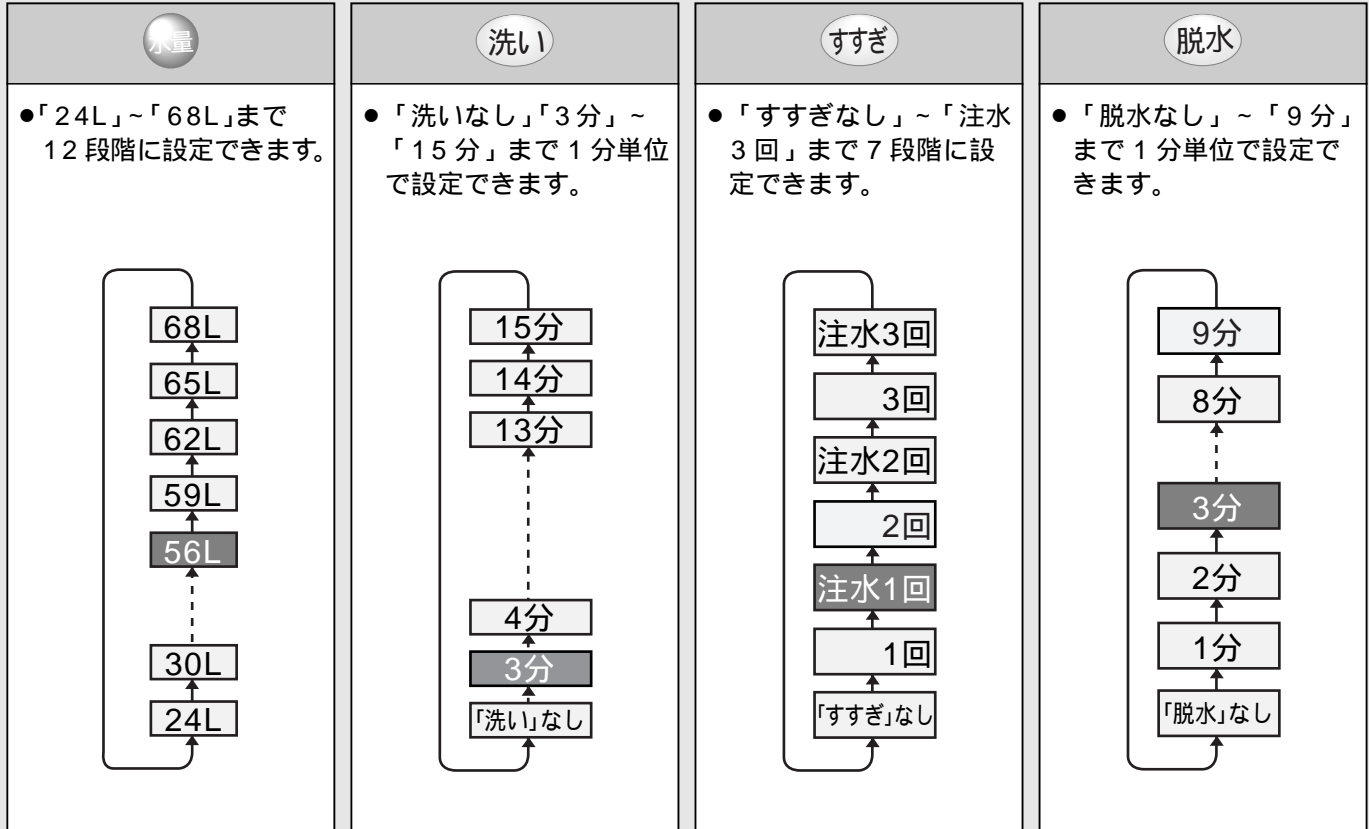 水量
●「24L」~「68L」まで
12段階に設定できます。
68L
65L
62L
59L
56L
30L
24L
洗い
●「洗いなし」「3分」~
「15分」まで1分単位
で設定できます。
15分
14分
13分
4分
3分
「洗い」なし
すすぎ
●「すすぎなし」~「注水
3回」まで7段階に設
定できます。
注水3回
3回
注水2回
2回
注水1回
1回
「すすぎ」なし
脱水
●「脱水なし」~「9分」
まで1分単位で設定で
きます。
9分
8分
3分
2分
1分
「脱水」なし